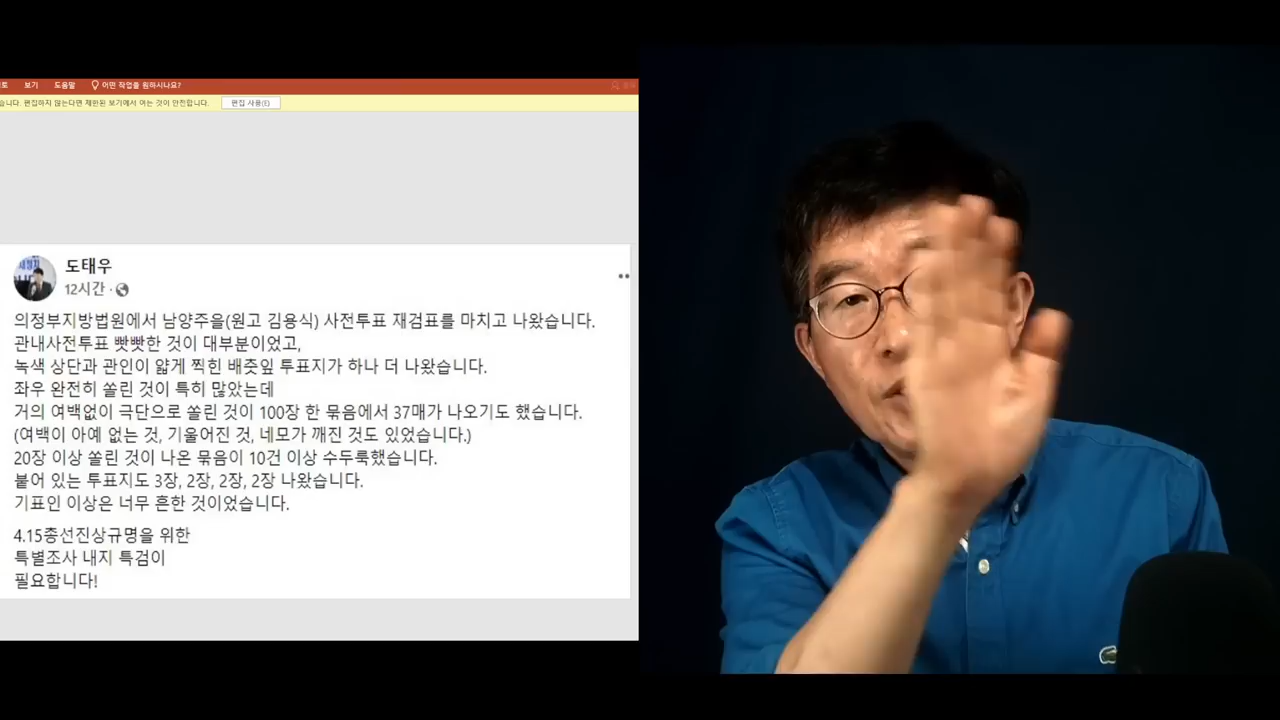 보기 도움말 어떤 작업을 원하시나요?
습니다. 편집하지 않는다면 제한된 보기에서 여는 것이 안전합니다. 편집 사용(E)
도태우
12시간 ·
의정부지방법원에서 남양주을(원고 김용식) 사전투표 재검표를 마치고 나왔습니다.
관내사전투표 빳빳한 것이 대부분이었고,
녹색 상단과 관인이 얇게 찍힌 배춧잎 투표지가 하나 더 나왔습니다.
좌우 완전히 쏠린 것이 특히 많았는데
거의 여백없이 극단으로 쏠린 것이 100장 한 묶음에서 37매가 나오기도 했습니다.
(여백이 아예 없는 것, 기울어진 것, 네모가 깨진 것도 있었습니다.)
20장 이상 쏠린 것이 나온 묶음이 10건 이상 수두룩했습니다.
붙어 있는 투표지도 3장, 2장, 2장, 2장 나왔습니다.
기표인 이상은 너무 흔한 것이었습니다.
4.15총선진상규명을 위한
특별조사 내지 특검이
필요합니다!